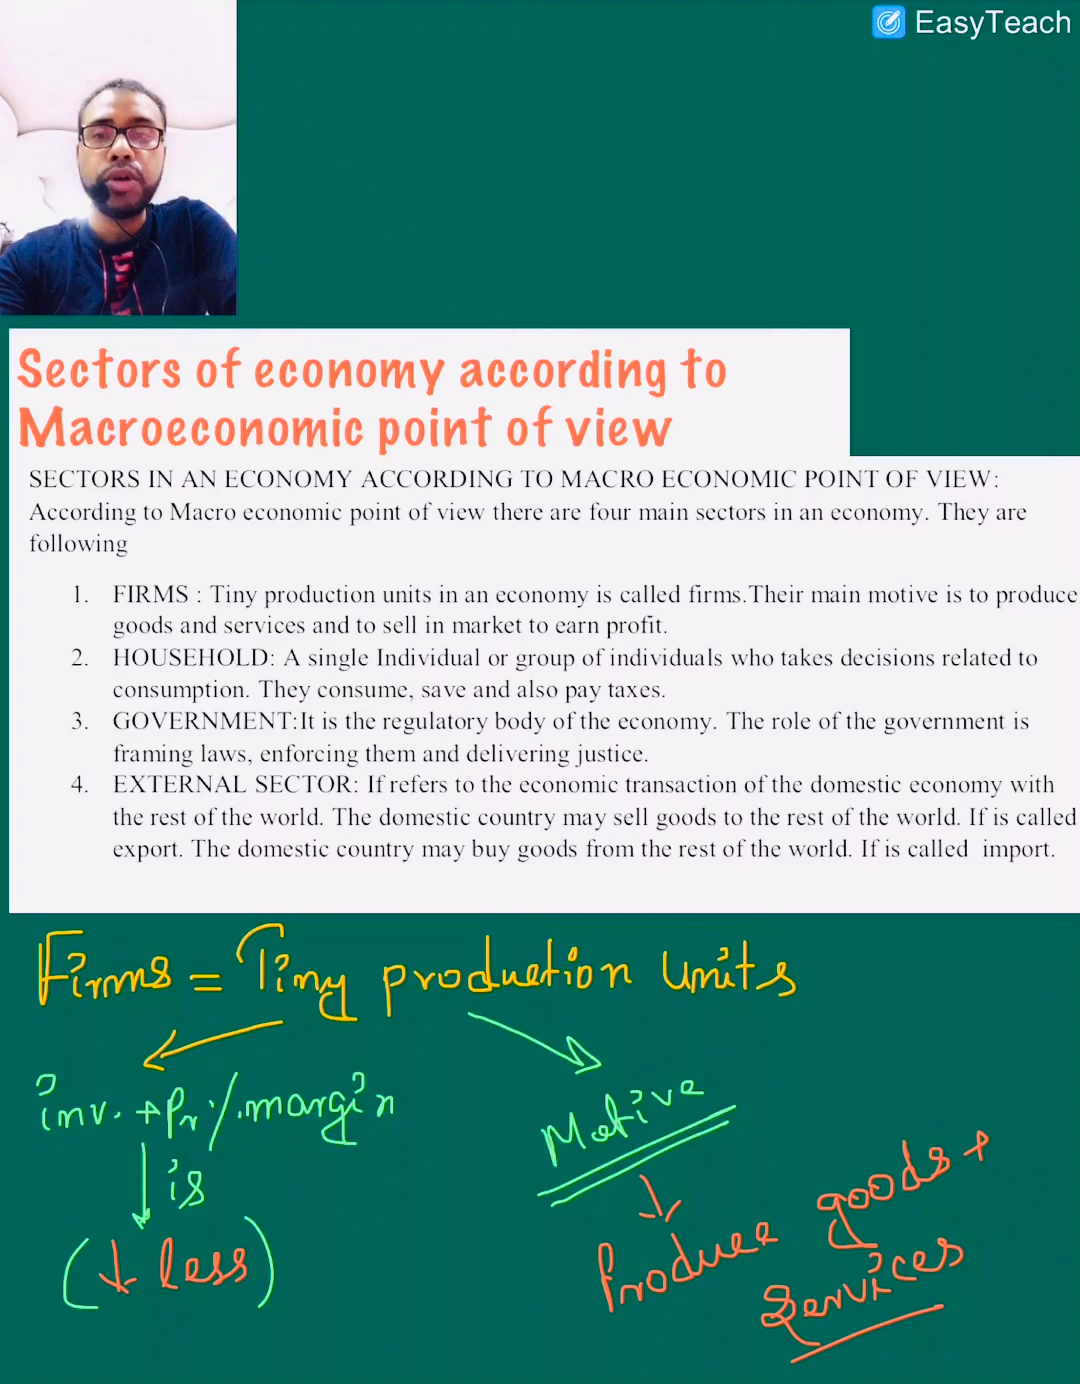 EasyTeach
Sectors of economy according to
Macroeconomic point of view
SECTORS IN AN ECONOMY ACCORDING TO MACRO ECONOMIC POINT OF VIEW:
According to Macro economic point of view there are four main sectors in an economy. They are
following
1. FIRMS : Tiny production units in an economy is called firms.Their main motive is to produce
goods and services and to sell in market to earn profit.
2. HOUSEHOLD: A single Individual or group of individuals who takes decisions related to
consumption. They consume, save and also pay taxes.
3. GOVERNMENT:It is the regulatory body of the economy. The role of the government is
framing laws, enforcing them and delivering justice.
4. EXTERNAL SECTOR: If refers to the economic transaction of the domestic economy with
the rest of the world. The domestic country may sell goods to the rest of the world. If is called
export. The domestic country may buy goods from the rest of the world. If is called import.
Firms = Tiny production units
inv. + Pr%.margin
is
(↓ less)
Motive
↓
Produce goods +
Services